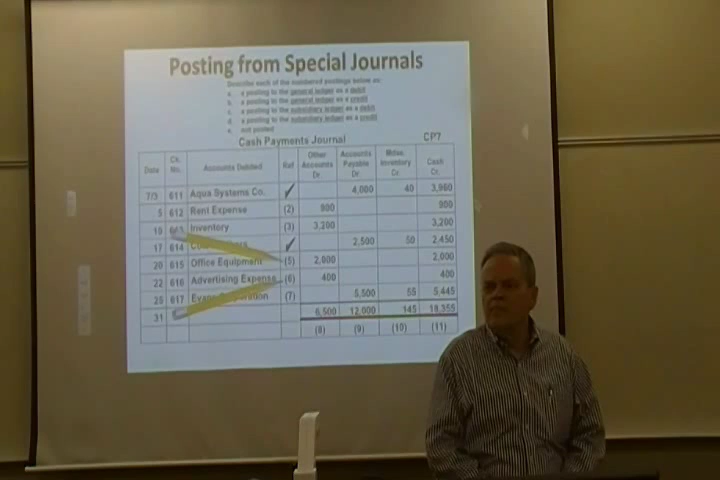 Posting from Special Journals
Describe each of the numbered postings below as:
a. a posting to the general ledger as a debit
b. a posting to the general ledger as a credit
c. a posting to the subsidiary ledger as a debit
d. a posting to the subsidiary ledger as a credit
e. not posted
Cash Payments Journal CP7
Date Ck. No. Accounts Debited Ref Other Accounts Dr. Accounts Payable Dr. Mdse. Inventory Cr. Cash Cr.
7/3 611 Aqua Systems Co. ✓ 4,000 40 3,960
5 612 Rent Expense (2) 900 900
10 613 Inventory (3) 3,200 3,200
17 614 ✓ 2,500 50 2,450
20 615 Office Equipment (5) 2,000 2,000
22 616 Advertising Expense (6) 400 400
25 617 (7) 5,500 55 5,445
31 6,500 12,000 145 18,355
(8) (9) (10) (11)